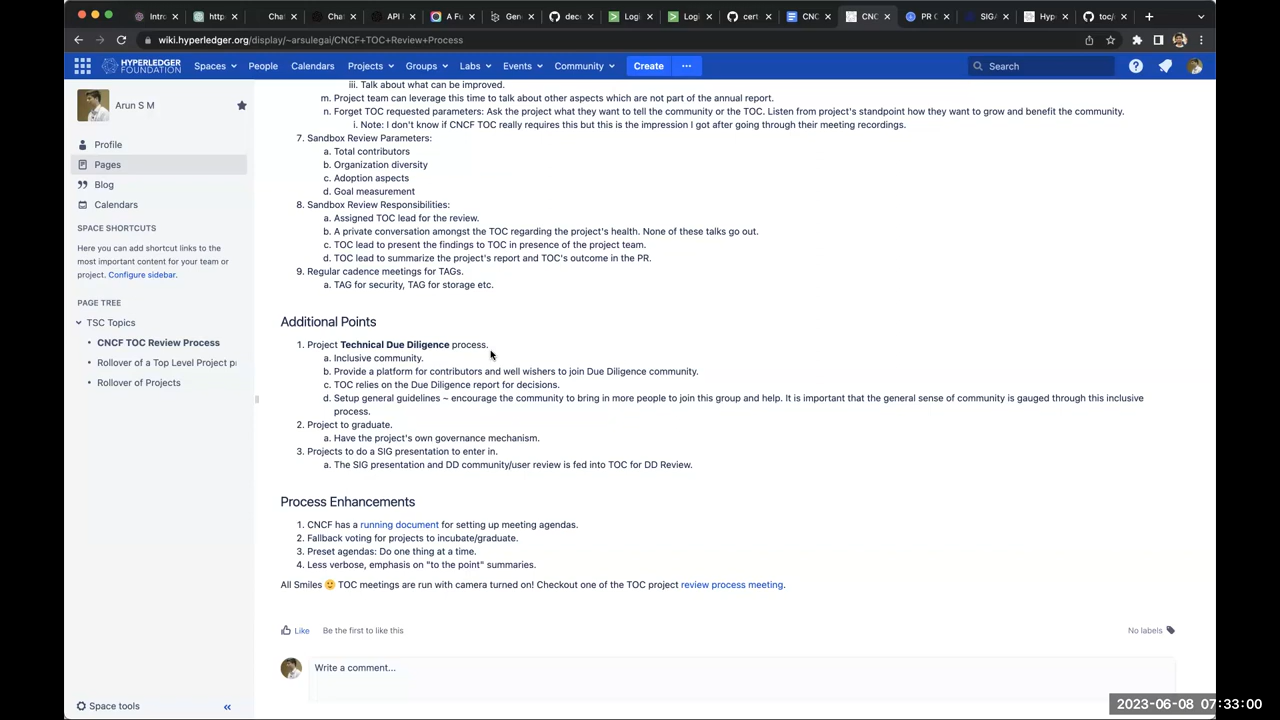 Intro
http
Chat
Cha
API
A Fu
Gen
decr
Logi
Logi
cert
CNC
CNC
PR C
SIG
Hype
toc/
wiki.hyperledger.org/display/~arsulegai/CNCF+TOC+Review+Process
HYPERLEDGER FOUNDATION Spaces People Calendars Projects Groups Labs Events Community Create ... Search
Arun S M
Profile
Pages
Blog
Calendars
SPACE SHORTCUTS
Here you can add shortcut links to the
most important content for your team or
project. Configure sidebar.
PAGE TREE
TSC Topics
• CNCF TOC Review Process
• Rollover of a Top Level Project p
• Rollover of Projects
Space tools «
iii. Talk about what can be improved.
m. Project team can leverage this time to talk about other aspects which are not part of the annual report.
n. Forget TOC requested parameters: Ask the project what they want to tell the community or the TOC. Listen from project's standpoint how they want to grow and benefit the community.
i. Note: I don't know if CNCF TOC really requires this but this is the impression I got after going through their meeting recordings.
7. Sandbox Review Parameters:
a. Total contributors
b. Organization diversity
c. Adoption aspects
d. Goal measurement
8. Sandbox Review Responsibilities:
a. Assigned TOC lead for the review.
b. A private conversation amongst the TOC regarding the project's health. None of these talks go out.
c. TOC lead to present the findings to TOC in presence of the project team.
d. TOC lead to summarize the project's report and TOC's outcome in the PR.
9. Regular cadence meetings for TAGs.
a. TAG for security, TAG for storage etc.
Additional Points
1. Project Technical Due Diligence process.
a. Inclusive community.
b. Provide a platform for contributors and well wishers to join Due Diligence community.
c. TOC relies on the Due Diligence report for decisions.
d. Setup general guidelines ~ encourage the community to bring in more people to join this group and help. It is important that the general sense of community is gauged through this inclusive
process.
2. Project to graduate.
a. Have the project's own governance mechanism.
3. Projects to do a SIG presentation to enter in.
a. The SIG presentation and DD community/user review is fed into TOC for DD Review.
Process Enhancements
1. CNCF has a running document for setting up meeting agendas.
2. Fallback voting for projects to incubate/graduate.
3. Preset agendas: Do one thing at a time.
4. Less verbose, emphasis on "to the point" summaries.
All Smiles 🙂 TOC meetings are run with camera turned on! Checkout one of the TOC project review process meeting.
Like Be the first to like this No labels
Write a comment...
2023-06-08 07:33:00